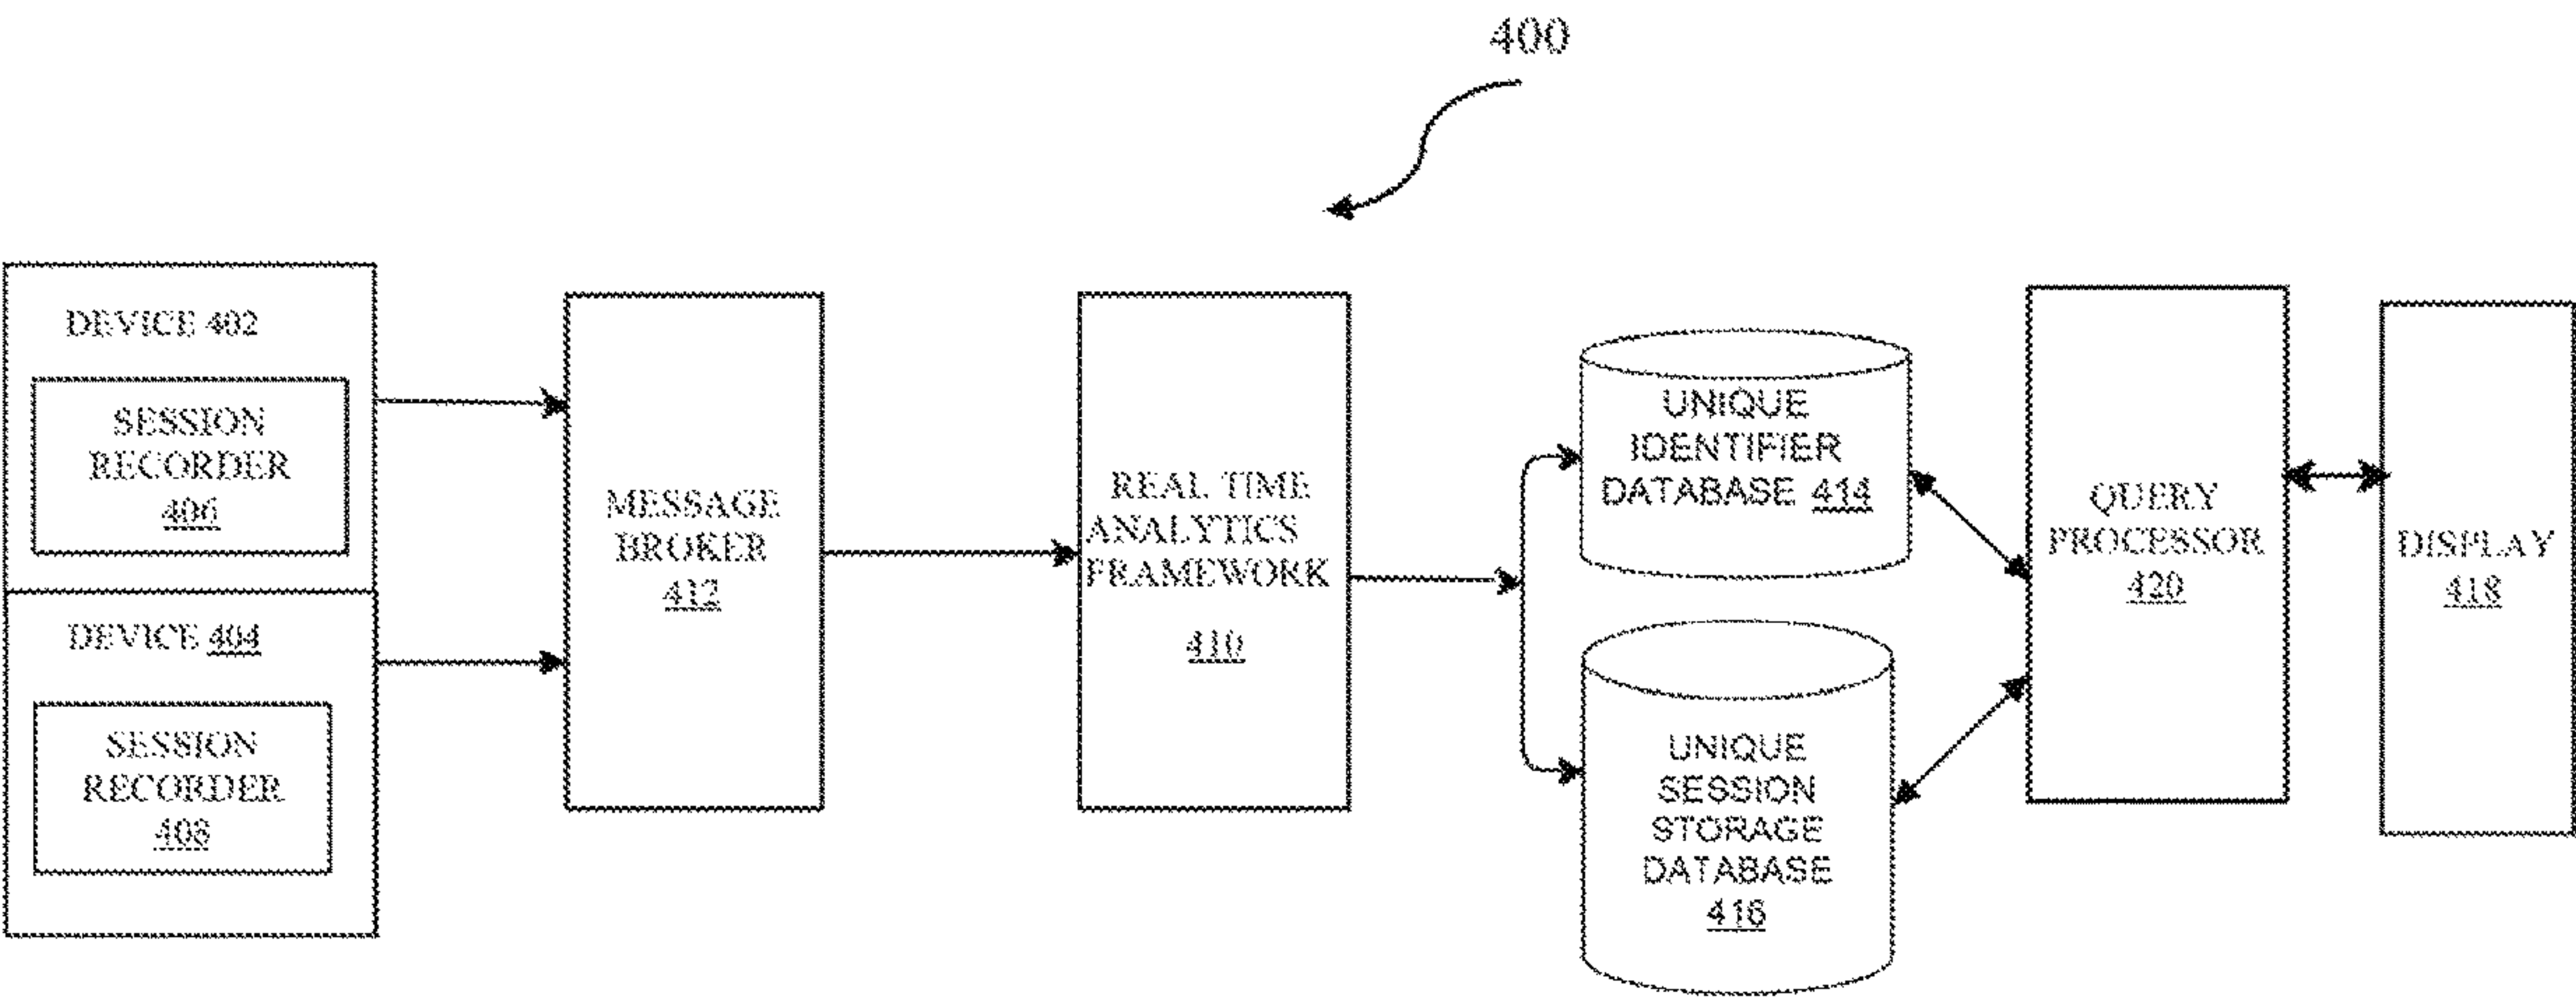 400
DEVICE 402
SESSION
RECORDER
406
DEVICE 404
SESSION
RECORDER
408
MESSAGE
BROKER
412
REAL TIME
ANALYTICS
FRAMEWORK
410
UNIQUE
IDENTIFIER
DATABASE 414
UNIQUE
SESSION
STORAGE
DATABASE
416
QUERY
PROCESSOR
420
DISPLAY
418